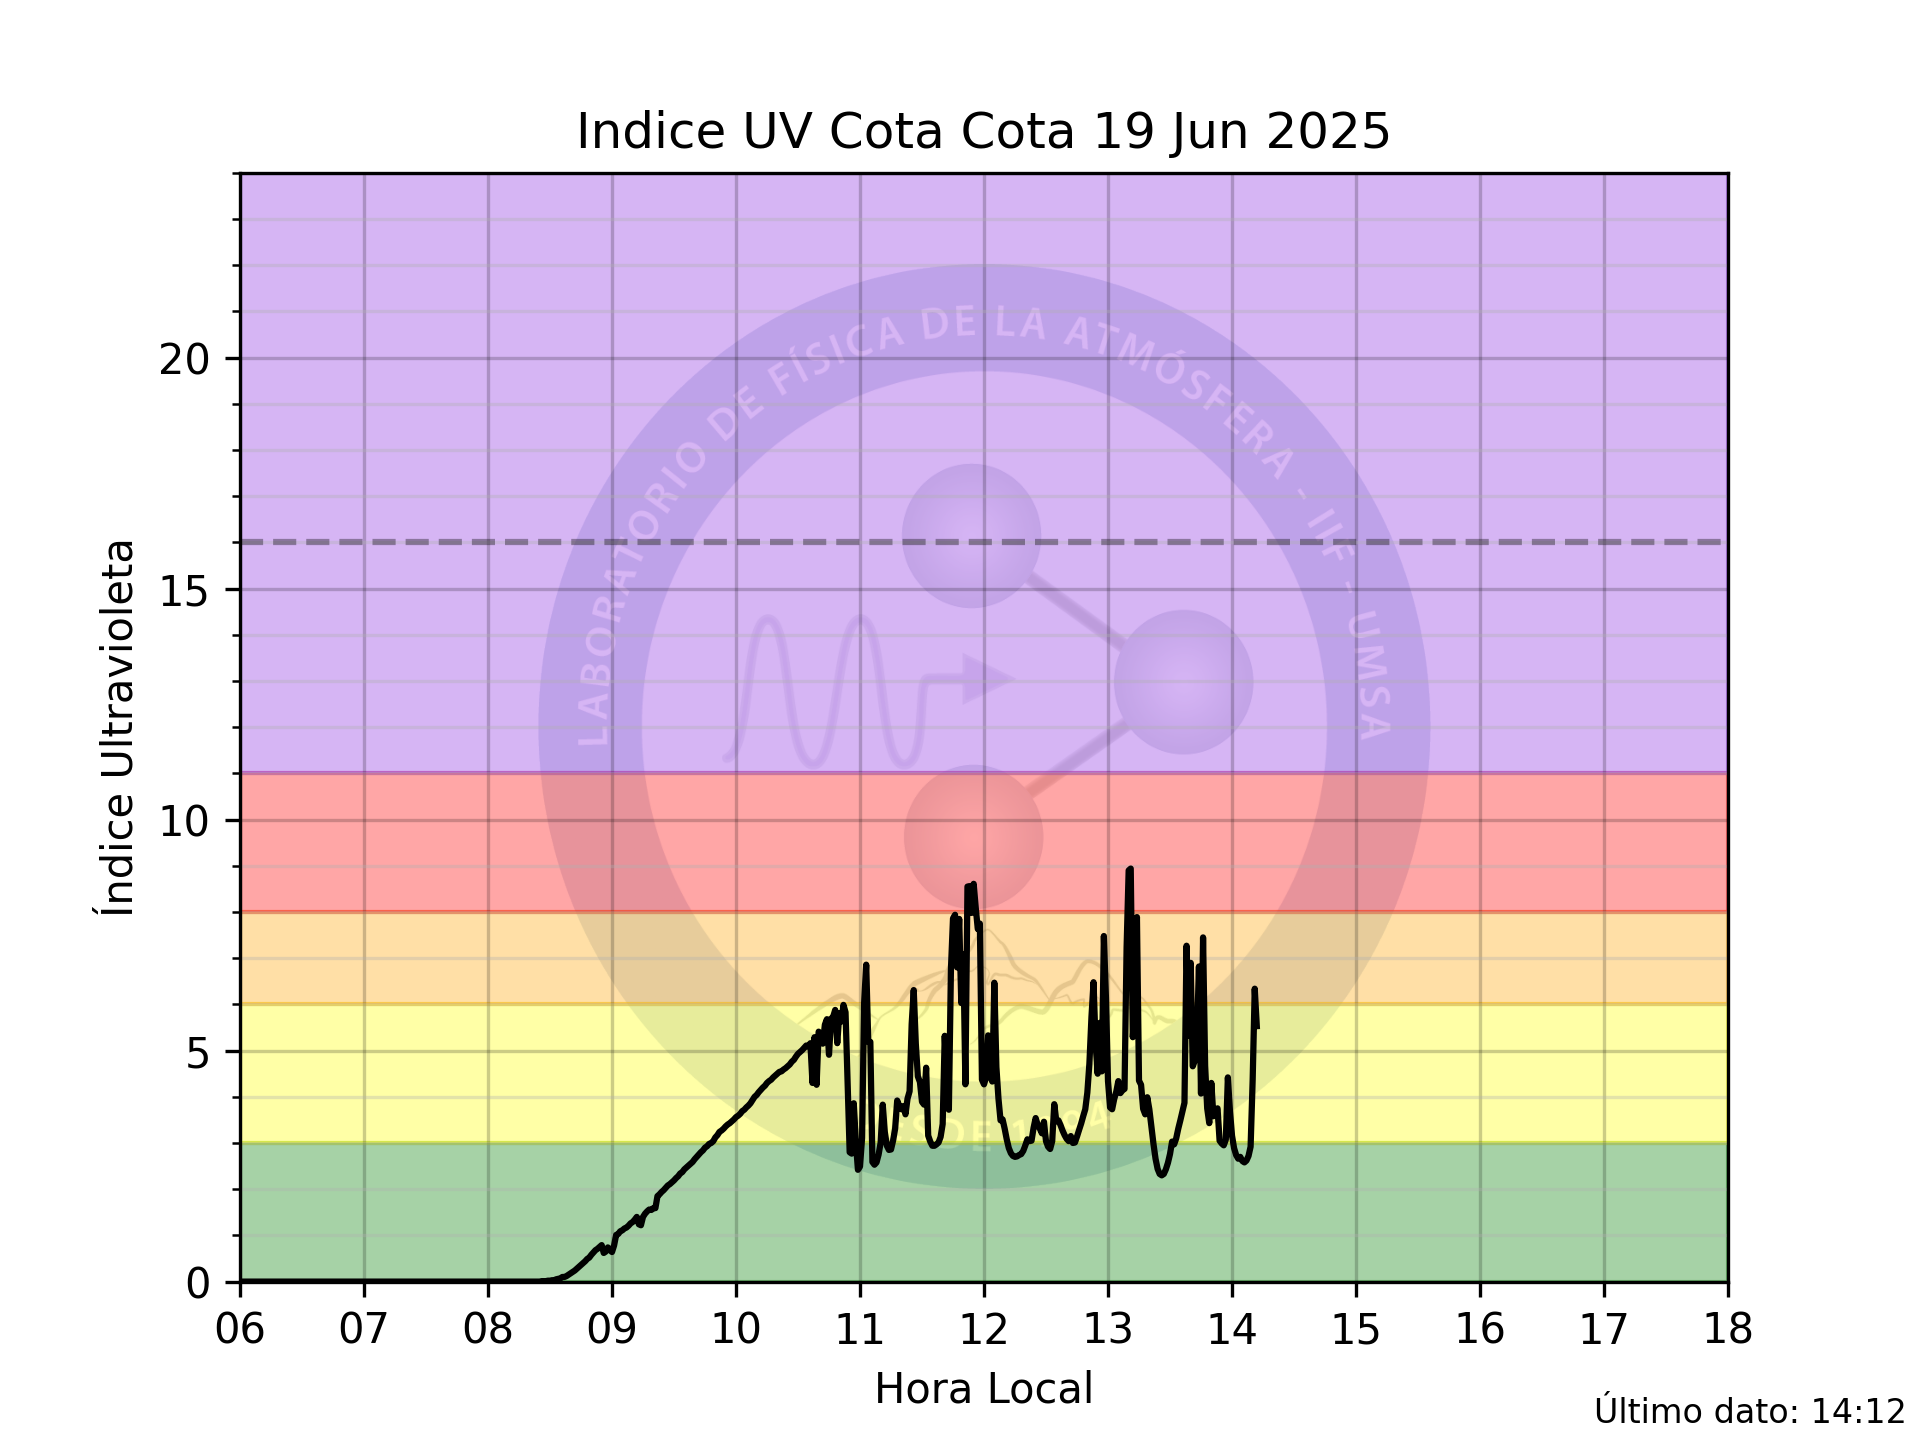 Indice UV Cota Cota 19 Jun 2025
LABORATORIO DE FÍSICA DE LA ATMÓSFERA - IIF - UMSA
20
15
10
5
0
Índice Ultravioleta
06 07 08 09 10 11 12 13 14 15 16 17 18
Hora Local
Último dato: 14:12